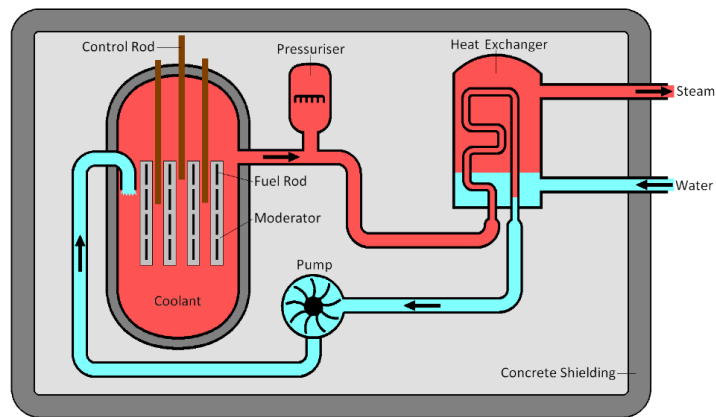 Control Rod
Pressuriser
Heat Exchanger
Steam
Fuel Rod
Water
Moderator
Pump
Coolant
Concrete Shielding